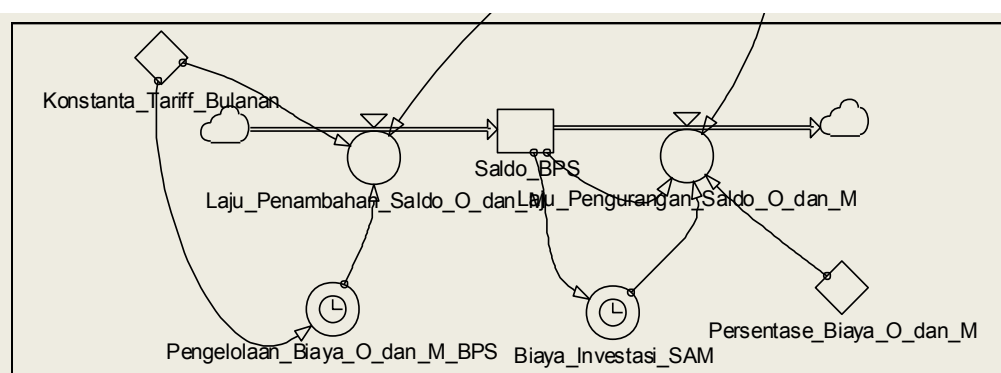 Konstanta_Tariff_Bulanan
Saldo_BPS
Laju_Penambahan_Saldo_O_dan_M
Laju_Pengurangan_Saldo_O_dan_M
Persentase_Biaya_O_dan_M
Pengelolaan_Biaya_O_dan_M_BPS
Biaya_Investasi_SAM